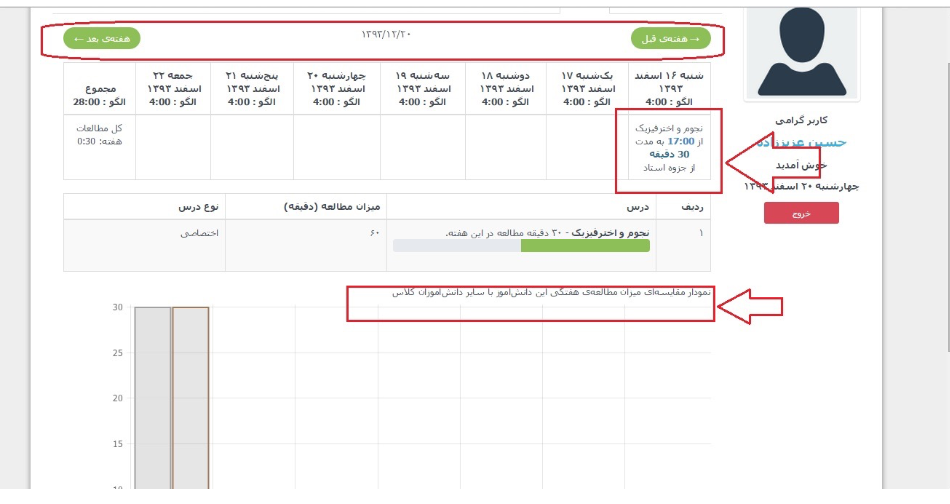 → هفته‌ی قبل
۱۳۹۳/۱۲/۲۰
هفته‌ی بعد ←
شنبه ۱۶ اسفند
۱۳۹۳
الگو : 4:00
یک‌شنبه ۱۷
اسفند ۱۳۹۳
الگو : 4:00
دوشنبه ۱۸
اسفند ۱۳۹۳
الگو : 4:00
سه‌شنبه ۱۹
اسفند ۱۳۹۳
الگو : 4:00
چهارشنبه ۲۰
اسفند ۱۳۹۳
الگو : 4:00
پنج‌شنبه ۲۱
اسفند ۱۳۹۳
الگو : 4:00
جمعه ۲۲
اسفند ۱۳۹۳
الگو : 4:00
مجموع
الگو : 28:00
نجوم و اخترفیزیک
از 17:00 به مدت
30 دقیقه
از جزوه استاد
کل مطالعات
هفته: 0:30
ردیف
درس
میزان مطالعه (دقیقه)
نوع درس
۱
نجوم و اخترفیزیک - ۳۰ دقیقه مطالعه در این هفته.
۶۰
اختصاصی
نمودار مقایسه‌ای میزان مطالعه‌ی هفتگی این دانش‌آموز با سایر دانش‌آموزان کلاس
30
25
20
15
10
کاربر گرامی
حسین عزیززاده
خوش آمدید
چهارشنبه ۲۰ اسفند ۱۳۹۳
خروج